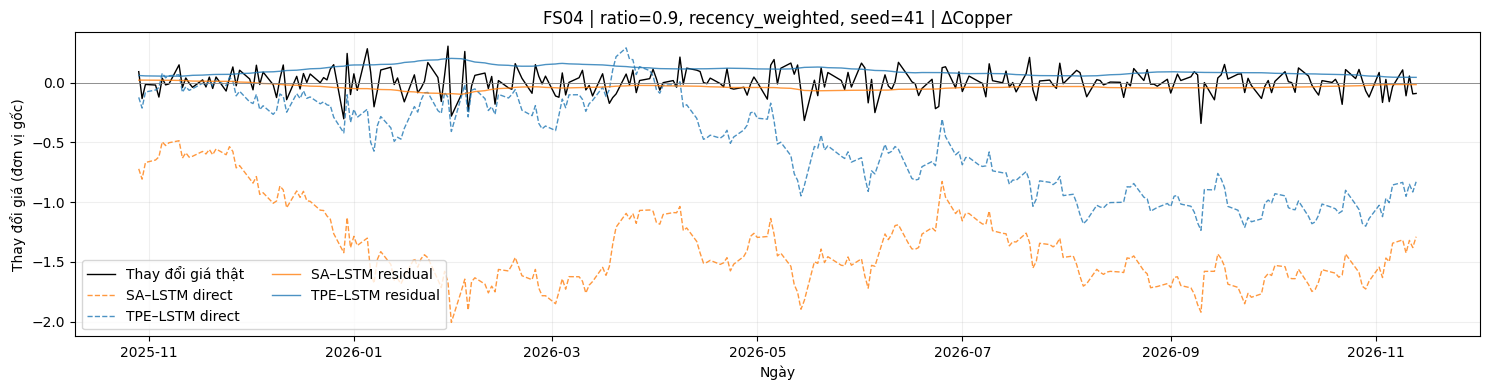 FS04 | ratio=0.9, recency_weighted, seed=41 | ΔCopper
Thay đổi giá (đơn vị gốc)
0.0
−0.5
−1.0
−1.5
−2.0
Thay đổi giá thật
SA–LSTM direct
TPE–LSTM direct
SA–LSTM residual
TPE–LSTM residual
2025-11
2026-01
2026-03
2026-05
2026-07
2026-09
2026-11
Ngày